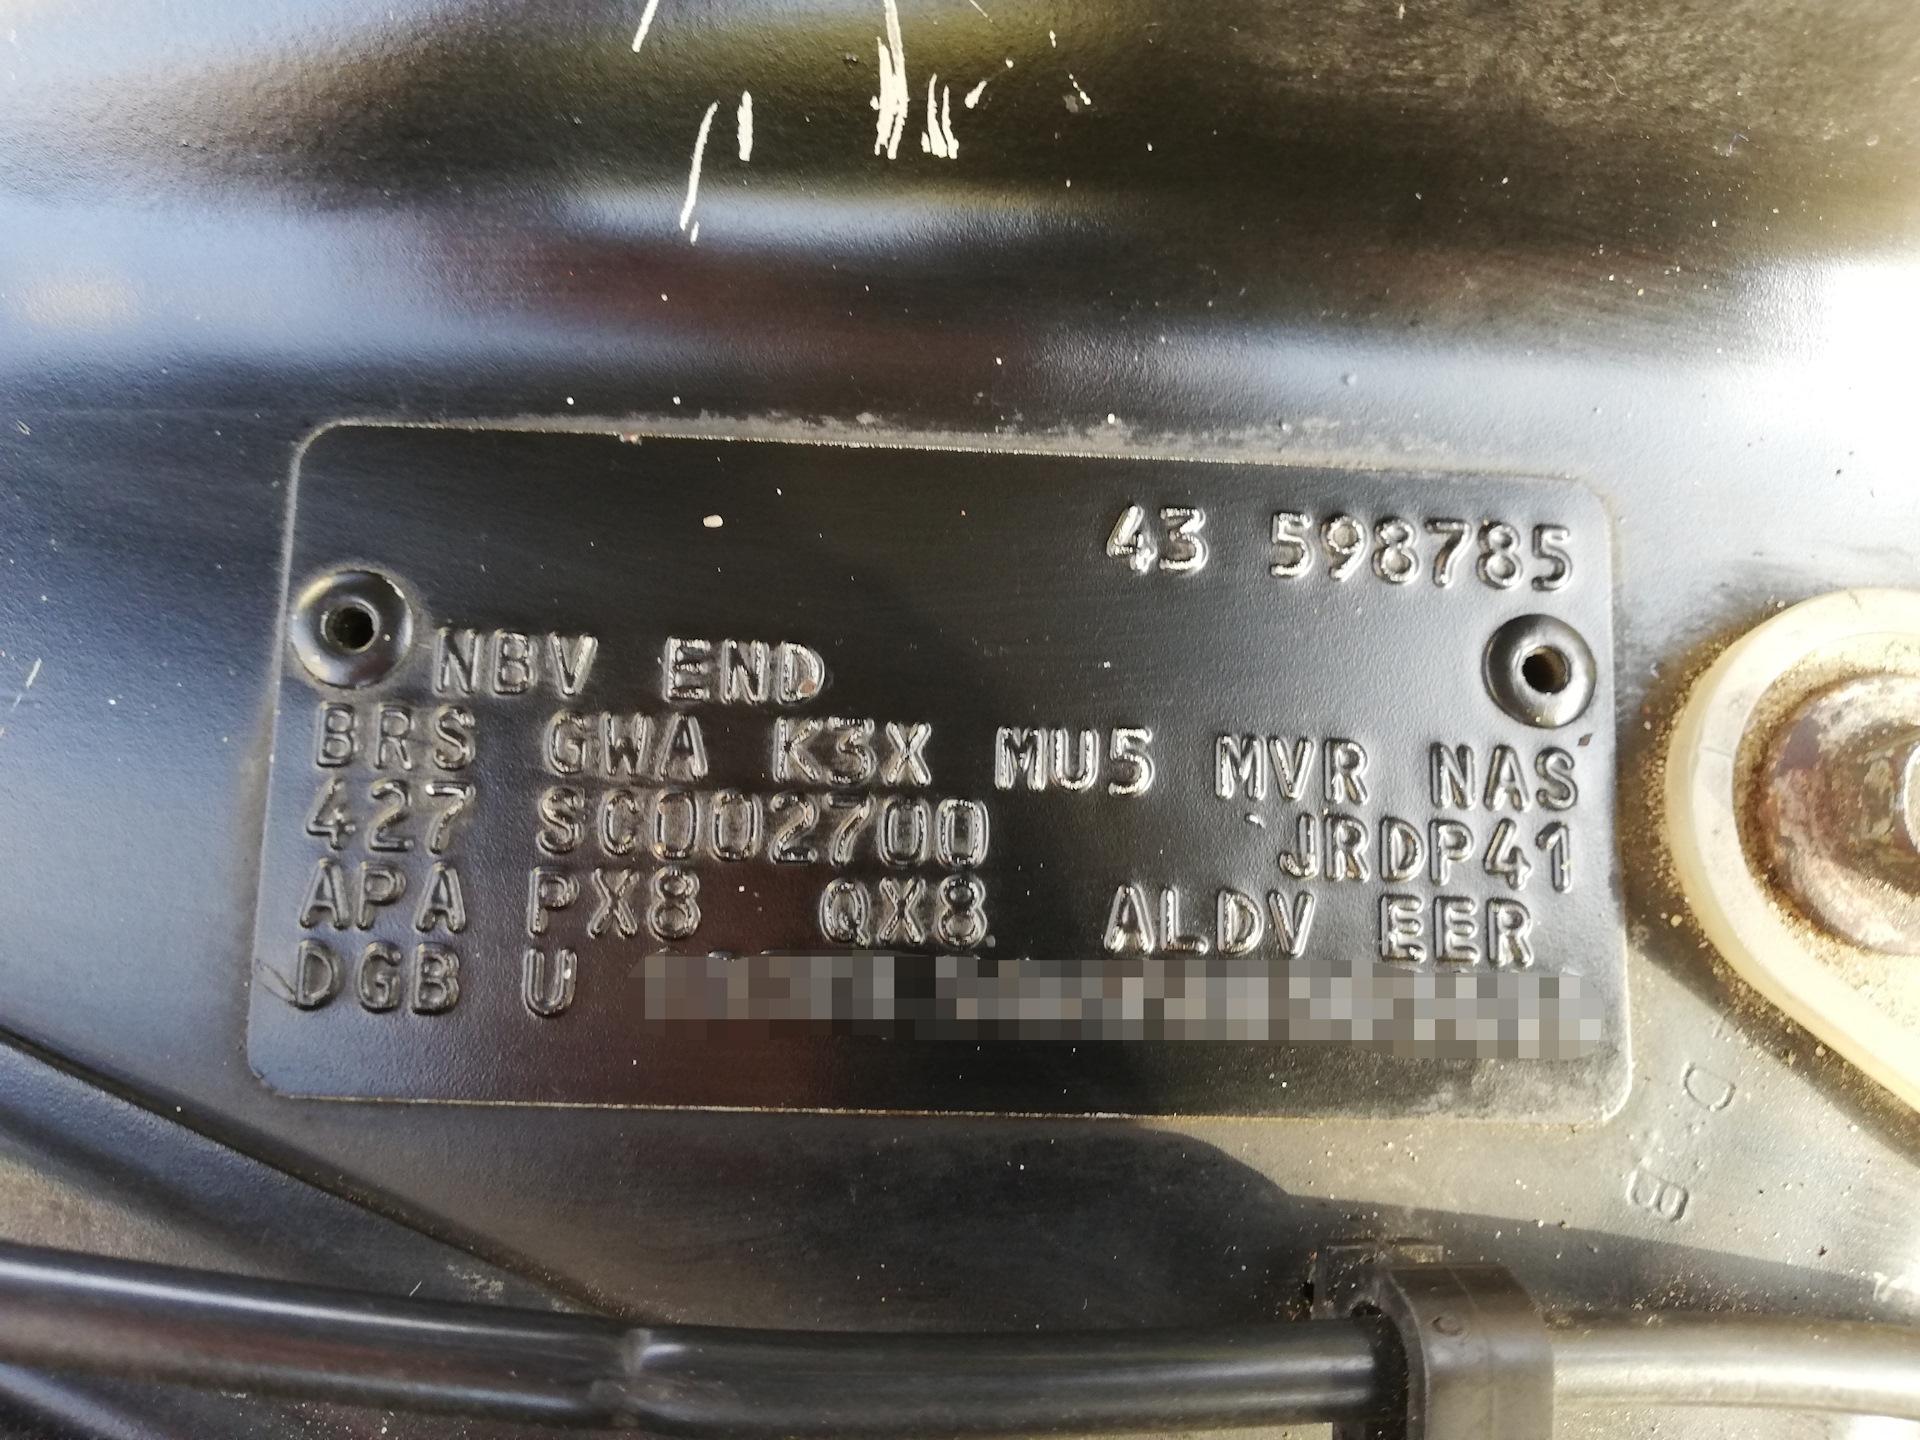 43 598785
NBV END
BRS GWA K3X MU5 MVR NAS
427 SC002700 JRDP41
APA PX8 QX8 ALDV EER
DGB U
D B